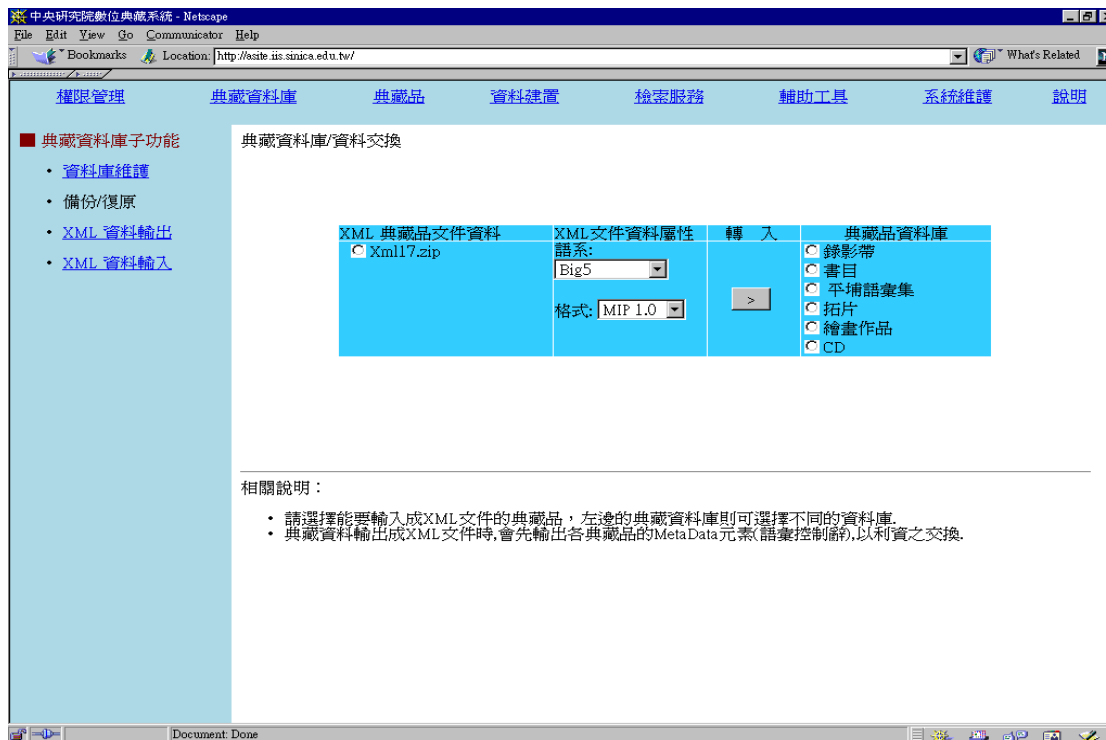 中央研究院數位典藏系統 - Netscape
File Edit View Go Communicator Help
Bookmarks Location: http://asite.iis.sinica.edu.tw/ What's Related
權限管理 典藏資料庫 典藏品 資料建置 檢索服務 輔助工具 系統維護 說明
典藏資料庫子功能
• 資料庫維護
• 備份/復原
• XML 資料輸出
• XML 資料輸入
典藏資料庫/資料交換
XML 典藏品文件資料 XML文件資料屬性 轉 入 典藏品資料庫
Xml17.zip
語系:
Big5
格式: MIP 1.0
>
錄影帶
書目
平埔語彙集
拓片
繪畫作品
CD
相關說明：
• 請選擇能要輸入成XML文件的典藏品，左邊的典藏資料庫則可選擇不同的資料庫.
• 典藏資料輸出成XML文件時,會先輸出各典藏品的MetaData元素(語彙控制辭),以利資之交換.
Document: Done